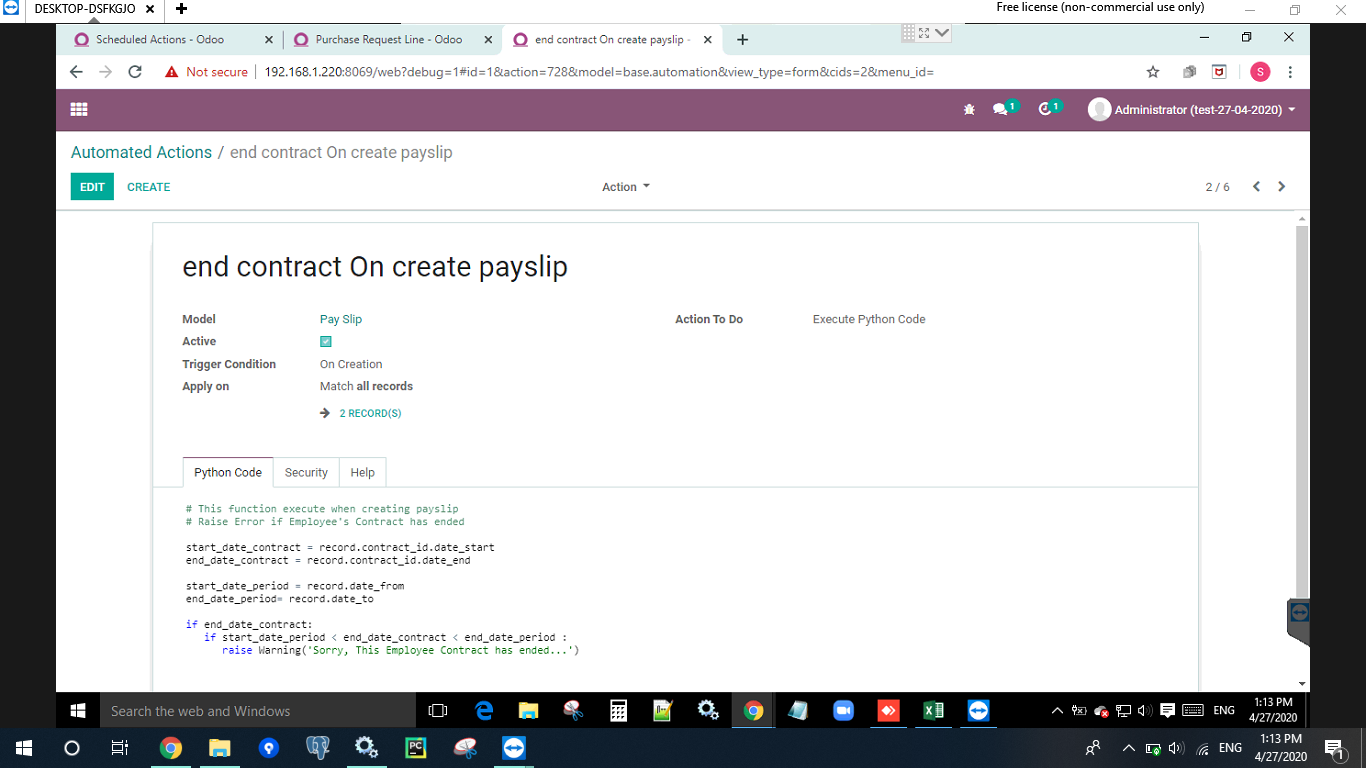 DESKTOP-DSFKGJO
Free license (non-commercial use only)
Scheduled Actions - Odoo
Purchase Request Line - Odoo
end contract On create payslip -
Not secure
192.168.1.220:8069/web?debug=1#id=1&action=728&model=base.automation&view_type=form&cids=2&menu_id=
S
1
1
Administrator (test-27-04-2020)
Automated Actions / end contract On create payslip
EDIT
CREATE
Action
2 / 6
end contract On create payslip
Model
Pay Slip
Action To Do
Execute Python Code
Active
Trigger Condition
On Creation
Apply on
Match all records
2 RECORD(S)
Python Code
Security
Help
# This function execute when creating payslip
# Raise Error if Employee's Contract has ended
start_date_contract = record.contract_id.date_start
end_date_contract = record.contract_id.date_end
start_date_period = record.date_from
end_date_period= record.date_to
if end_date_contract:
if start_date_period < end_date_contract < end_date_period :
raise Warning('Sorry, This Employee Contract has ended...')
Search the web and Windows
ENG
1:13 PM
4/27/2020
PC
ENG
1:13 PM
4/27/2020
1